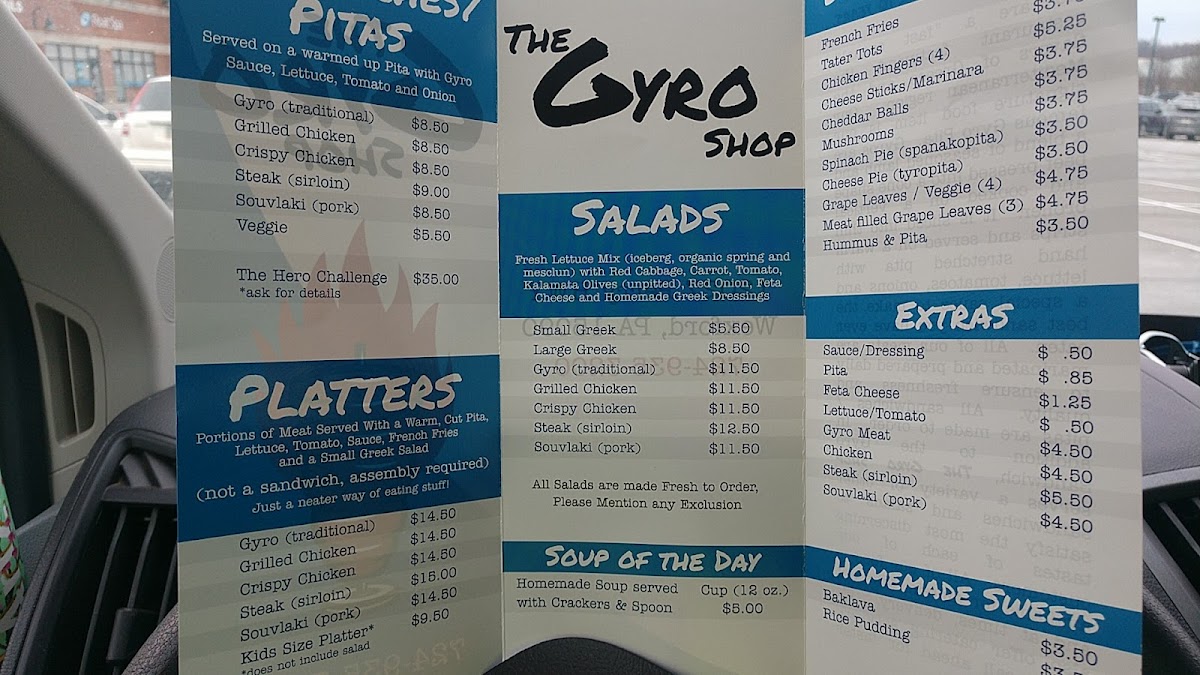 PITAS
Served on a warmed up Pita with Gyro
Sauce, Lettuce, Tomato and Onion
Gyro (traditional) $8.50
Grilled Chicken $8.50
Crispy Chicken $8.50
Steak (sirloin) $9.00
Souvlaki (pork) $8.50
Veggie $5.50
The Hero Challenge $35.00
*ask for details
PLATTERS
Portions of Meat Served With a Warm, Cut Pita,
Lettuce, Tomato, Sauce, French Fries
and a Small Greek Salad
(not a sandwich, assembly required)
Just a neater way of eating stuff!
Gyro (traditional) $14.50
Grilled Chicken $14.50
Crispy Chicken $14.50
Steak (sirloin) $15.00
Souvlaki (pork) $14.50
Kids Size Platter* $9.50
*does not include salad
THE
GYRO
SHOP
SALADS
Fresh Lettuce Mix (iceberg, organic spring and
mesclun) with Red Cabbage, Carrot, Tomato,
Kalamata Olives (unpitted), Red Onion, Feta
Cheese and Homemade Greek Dressings
Small Greek $5.50
Large Greek $8.50
Gyro (traditional) $11.50
Grilled Chicken $11.50
Crispy Chicken $11.50
Steak (sirloin) $12.50
Souvlaki (pork) $11.50
All Salads are made Fresh to Order,
Please Mention any Exclusion
SOUP OF THE DAY
Homemade Soup served Cup (12 oz.)
with Crackers & Spoon $5.00
French Fries
Tater Tots
Chicken Fingers (4) $5.25
Cheese Sticks/Marinara $3.75
Cheddar Balls $3.75
Mushrooms $3.75
Spinach Pie (spanakopita) $3.50
Cheese Pie (tyropita) $3.50
Grape Leaves / Veggie (4) $4.75
Meat filled Grape Leaves (3) $4.75
Hummus & Pita $3.50
EXTRAS
Sauce/Dressing $ .50
Pita $ .85
Feta Cheese $1.25
Lettuce/Tomato $ .50
Gyro Meat $4.50
Chicken $4.50
Steak (sirloin) $5.50
Souvlaki (pork) $4.50
HOMEMADE SWEETS
Baklava $3.50
Rice Pudding